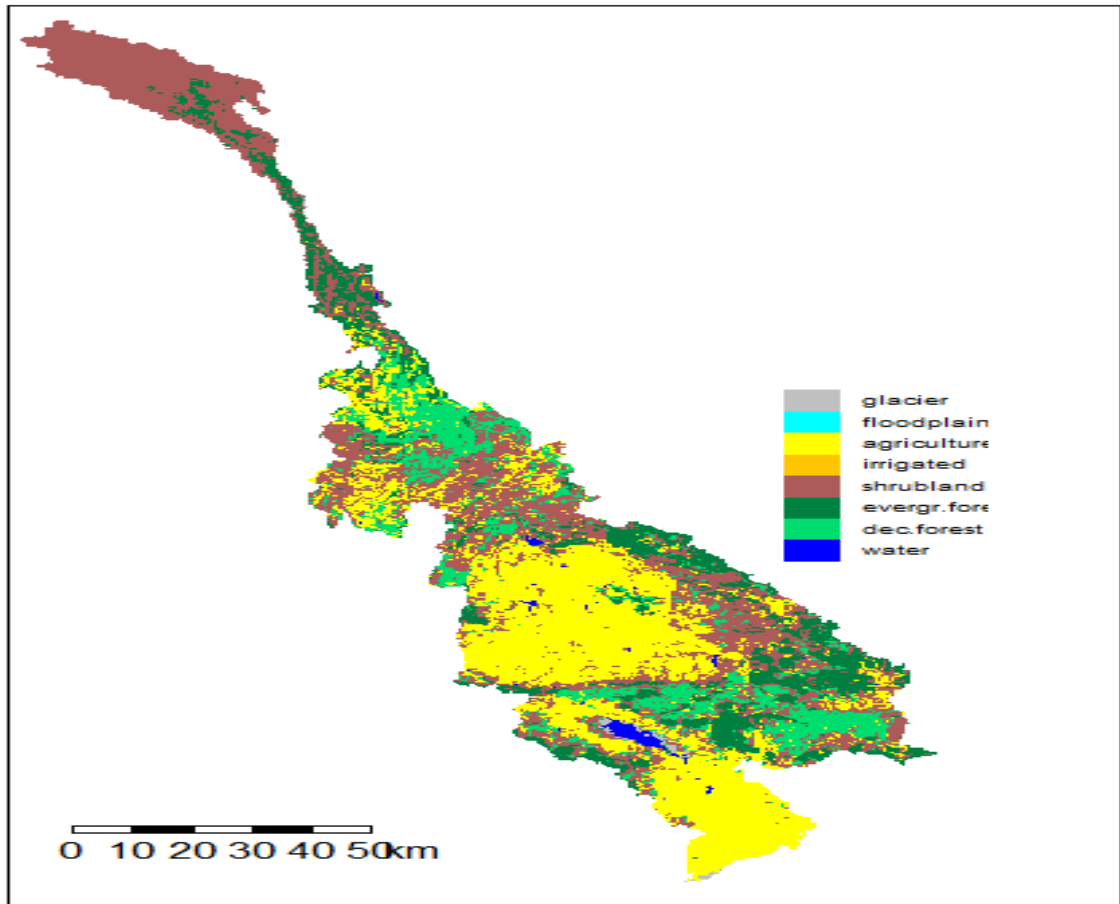 glacier
floodplain
agriculture
irrigated
shrubland
evergr.fore
dec.forest
water
0 10 20 30 40 50km